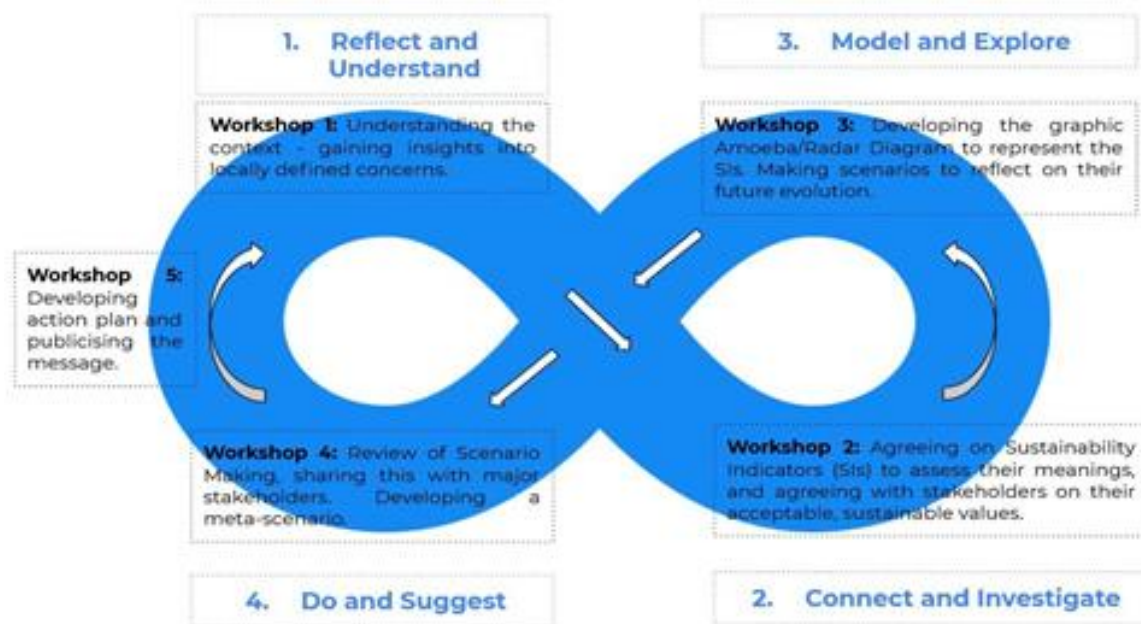 1. Reflect and
Understand
Workshop 1: Understanding the
context - gaining insights into
locally defined concerns.
3. Model and Explore
Workshop 3: Developing the graphic
Amoeba/Radar Diagram to represent the
SIs. Making scenarios to reflect on their
future evolution.
Workshop 5:
Developing
action plan and
publicising the
message.
Workshop 4: Review of Scenario
Making, sharing this with major
stakeholders. Developing a
meta-scenario.
4. Do and Suggest
Workshop 2: Agreeing on Sustainability
Indicators (SIs) to assess their meanings,
and agreeing with stakeholders on their
acceptable, sustainable values.
2. Connect and Investigate